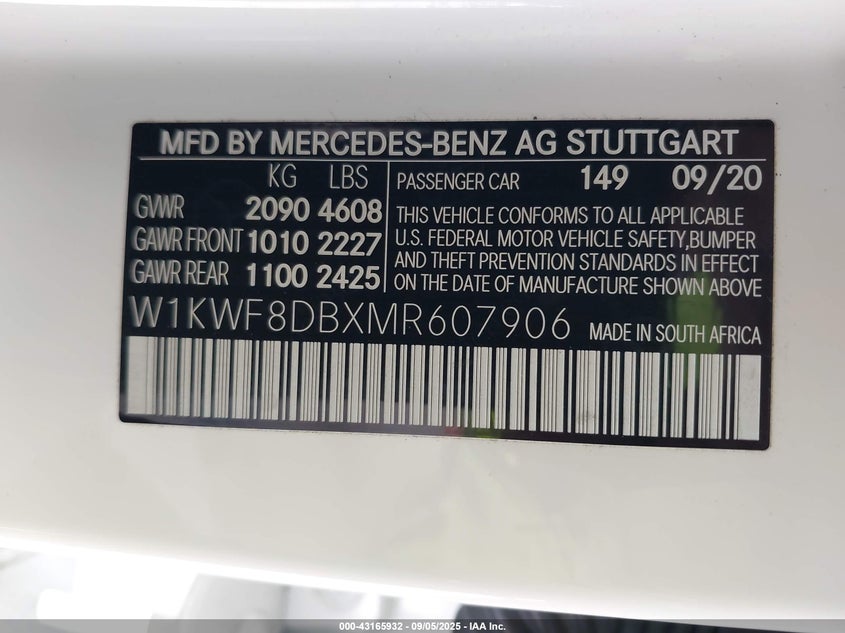 MFD BY MERCEDES-BENZ AG STUTTGART
KG LBS
GVWR 2090 4608
GAWR FRONT 1010 2227
GAWR REAR 1100 2425
PASSENGER CAR 149 09/20
THIS VEHICLE CONFORMS TO ALL APPLICABLE
U.S. FEDERAL MOTOR VEHICLE SAFETY,BUMPER
AND THEFT PREVENTION STANDARDS IN EFFECT
ON THE DATE OF MANUFACTURE SHOWN ABOVE
W1KWF8DBXMR607906 MADE IN SOUTH AFRICA
000-43165932 - 09/05/2025 - IAA Inc.